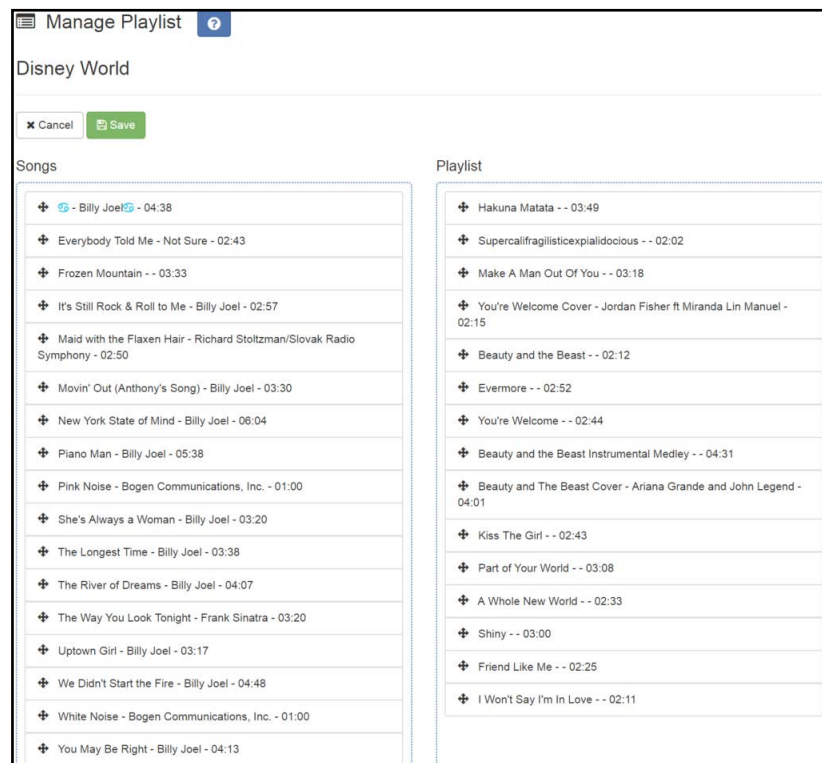 Manage Playlist
Disney World
Cancel Save
Songs
♋ - Billy Joel♋ - 04:38
Everybody Told Me - Not Sure - 02:43
Frozen Mountain - - 03:33
It's Still Rock & Roll to Me - Billy Joel - 02:57
Maid with the Flaxen Hair - Richard Stoltzman/Slovak Radio
Symphony - 02:50
Movin' Out (Anthony's Song) - Billy Joel - 03:30
New York State of Mind - Billy Joel - 06:04
Piano Man - Billy Joel - 05:38
Pink Noise - Bogen Communications, Inc. - 01:00
She's Always a Woman - Billy Joel - 03:20
The Longest Time - Billy Joel - 03:38
The River of Dreams - Billy Joel - 04:07
The Way You Look Tonight - Frank Sinatra - 03:20
Uptown Girl - Billy Joel - 03:17
We Didn't Start the Fire - Billy Joel - 04:48
White Noise - Bogen Communications, Inc. - 01:00
You May Be Right - Billy Joel - 04:13
Playlist
Hakuna Matata - - 03:49
Supercalifragilisticexpialidocious - - 02:02
Make A Man Out Of You - - 03:18
You're Welcome Cover - Jordan Fisher ft Miranda Lin Manuel -
02:15
Beauty and the Beast - - 02:12
Evermore - - 02:52
You're Welcome - - 02:44
Beauty and the Beast Instrumental Medley - - 04:31
Beauty and The Beast Cover - Ariana Grande and John Legend -
04:01
Kiss The Girl - - 02:43
Part of Your World - - 03:08
A Whole New World - - 02:33
Shiny - - 03:00
Friend Like Me - - 02:25
I Won't Say I'm In Love - - 02:11